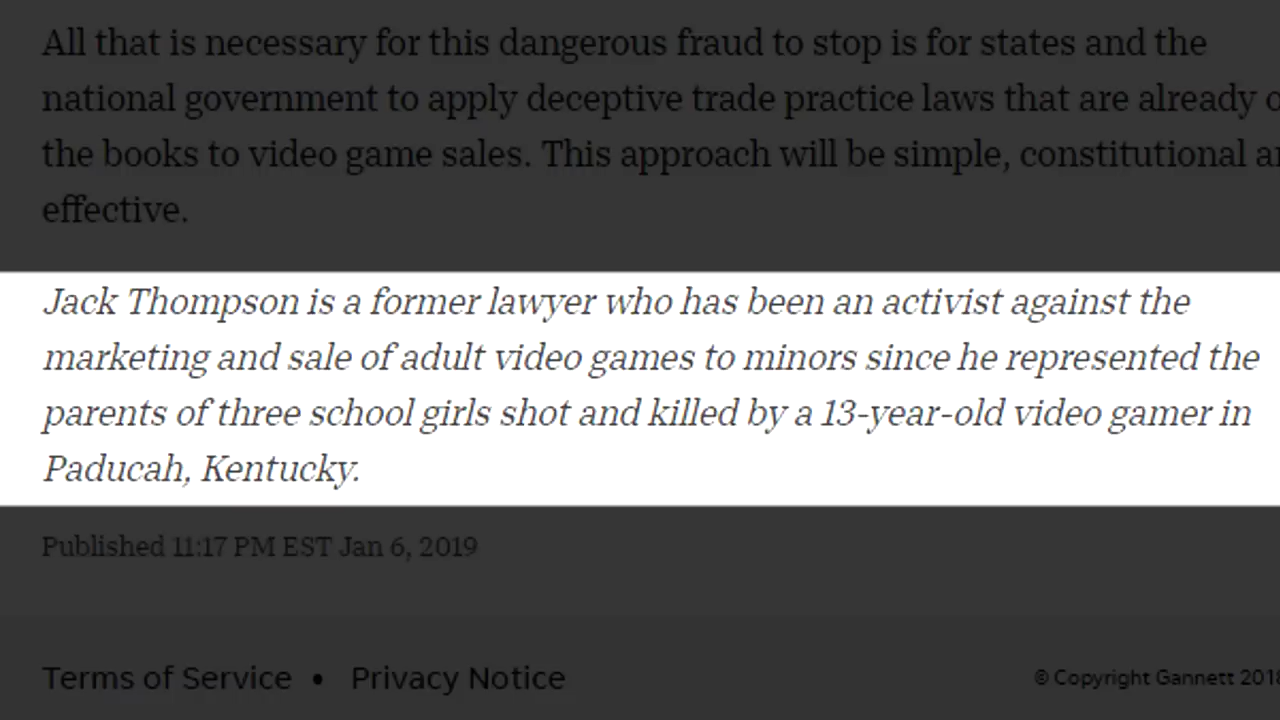 All that is necessary for this dangerous fraud to stop is for states and the
national government to apply deceptive trade practice laws that are already
the books to video game sales. This approach will be simple, constitutional
effective.
Jack Thompson is a former lawyer who has been an activist against the
marketing and sale of adult video games to minors since he represented the
parents of three school girls shot and killed by a 13-year-old video gamer in
Paducah, Kentucky.
Published 11:17 PM EST Jan 6, 2019
Terms of Service • Privacy Notice
© Copyright Gannett